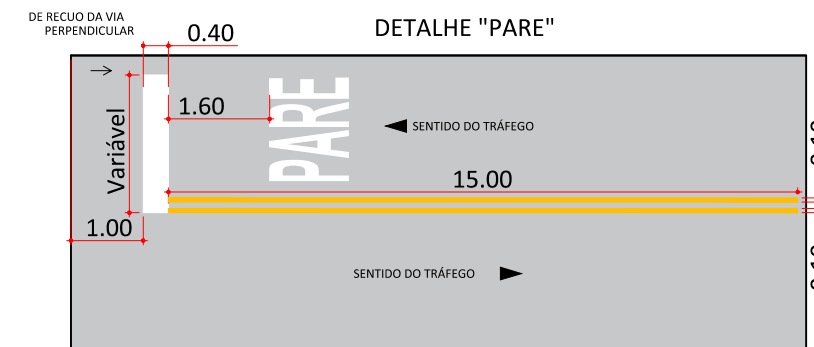 DE RECUO DA VIA
PERPENDICULAR
0.40
DETALHE "PARE"
1.60
PARE
SENTIDO DO TRÁFEGO
Variável
15.00
1.00
SENTIDO DO TRÁFEGO